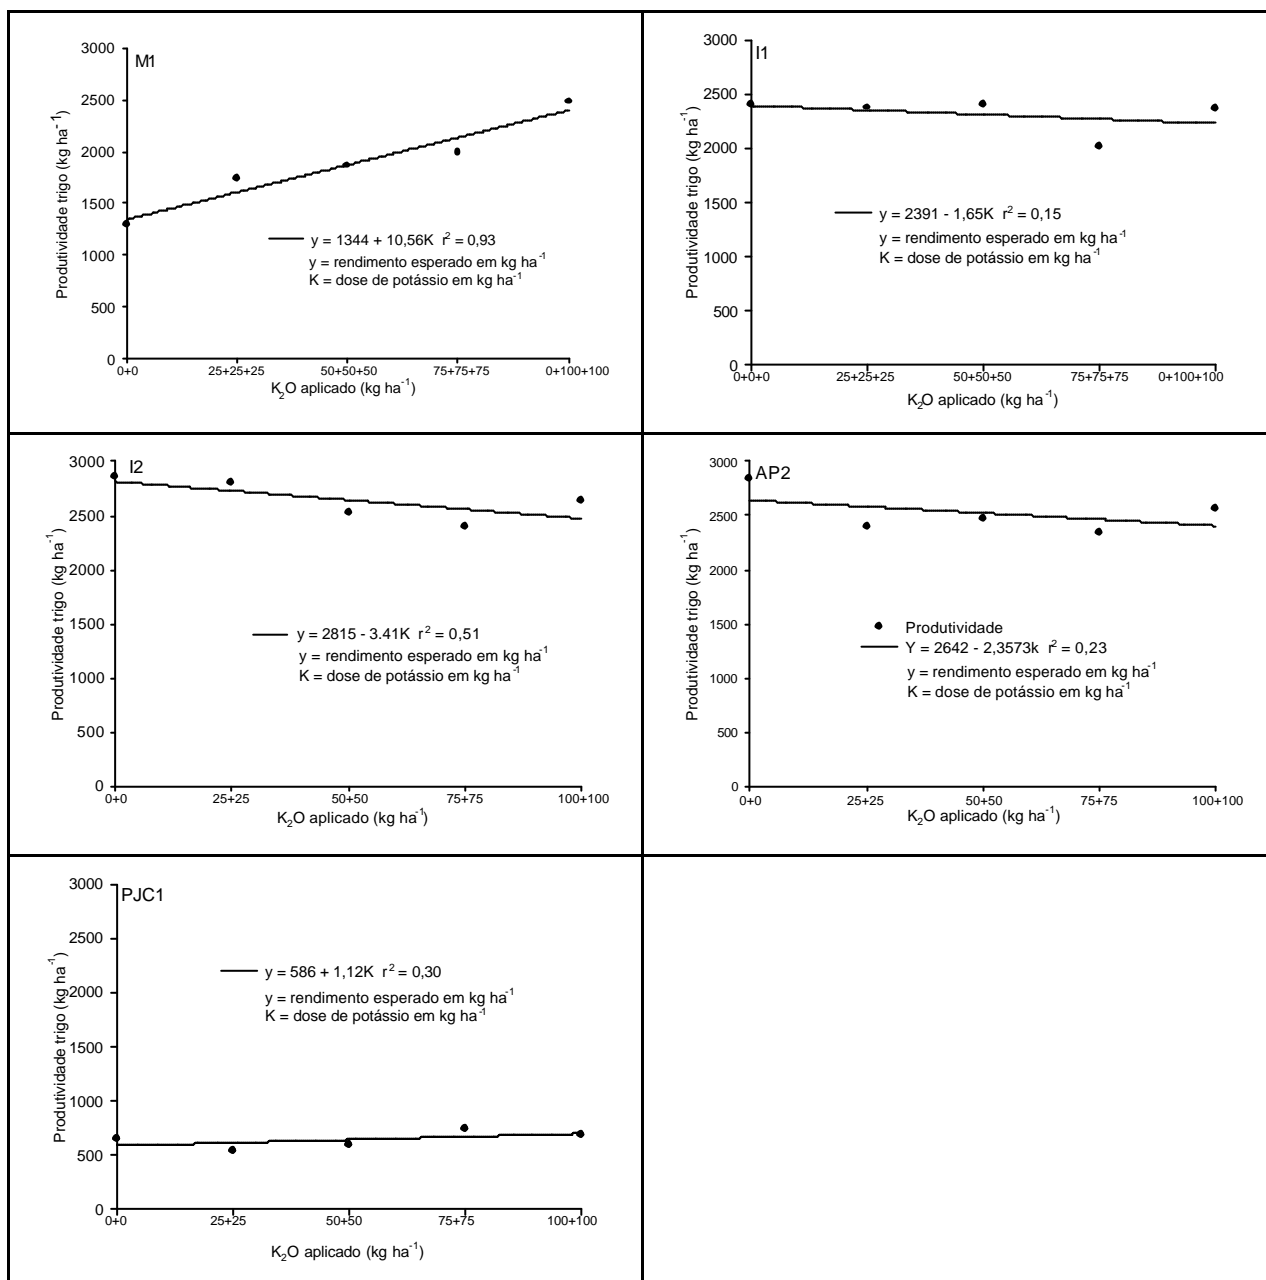 M1
3000
2500
2000
1500
1000
500
0
Produtividade trigo (kg ha⁻¹)
y = 1344 + 10,56K r² = 0,93
y = rendimento esperado em kg ha⁻¹
K = dose de potássio em kg ha⁻¹
0+0 25+25+25 50+50+50 75+75+75 0+100+100
K₂O aplicado (kg ha⁻¹)
I1
3000
2500
2000
1500
1000
500
0
Produtividade trigo (kg ha⁻¹)
y = 2391 - 1,65K r² = 0,15
y = rendimento esperado em kg ha⁻¹
K = dose de potássio em kg ha⁻¹
0+0+0 25+25+25 50+50+50 75+75+75 0+100+100
K₂O aplicado (kg ha⁻¹)
I2
3000
2500
2000
1500
1000
500
0
Produtividade trigo (kg ha⁻¹)
y = 2815 - 3.41K r² = 0,51
y = rendimento esperado em kg ha⁻¹
K = dose de potássio em kg ha⁻¹
0+0 25+25 50+50 75+75 100+100
K₂O aplicado (kg ha⁻¹)
AP2
3000
2500
2000
1500
1000
500
0
Produtividade trigo (kg ha⁻¹)
Produtividade
Y = 2642 - 2,3573k r² = 0,23
y = rendimento esperado em kg ha⁻¹
K = dose de potássio em kg ha⁻¹
0+0 25+25 50+50 75+75 100+100
K₂O aplicado (kg ha⁻¹)
PJC1
3000
2500
2000
1500
1000
500
0
Produtividade trigo (kg ha⁻¹)
y = 586 + 1,12K r² = 0,30
y = rendimento esperado em kg ha⁻¹
K = dose de potássio em kg ha⁻¹
0+0 25+25 50+50 75+75 100+100
K₂O aplicado (kg ha⁻¹)